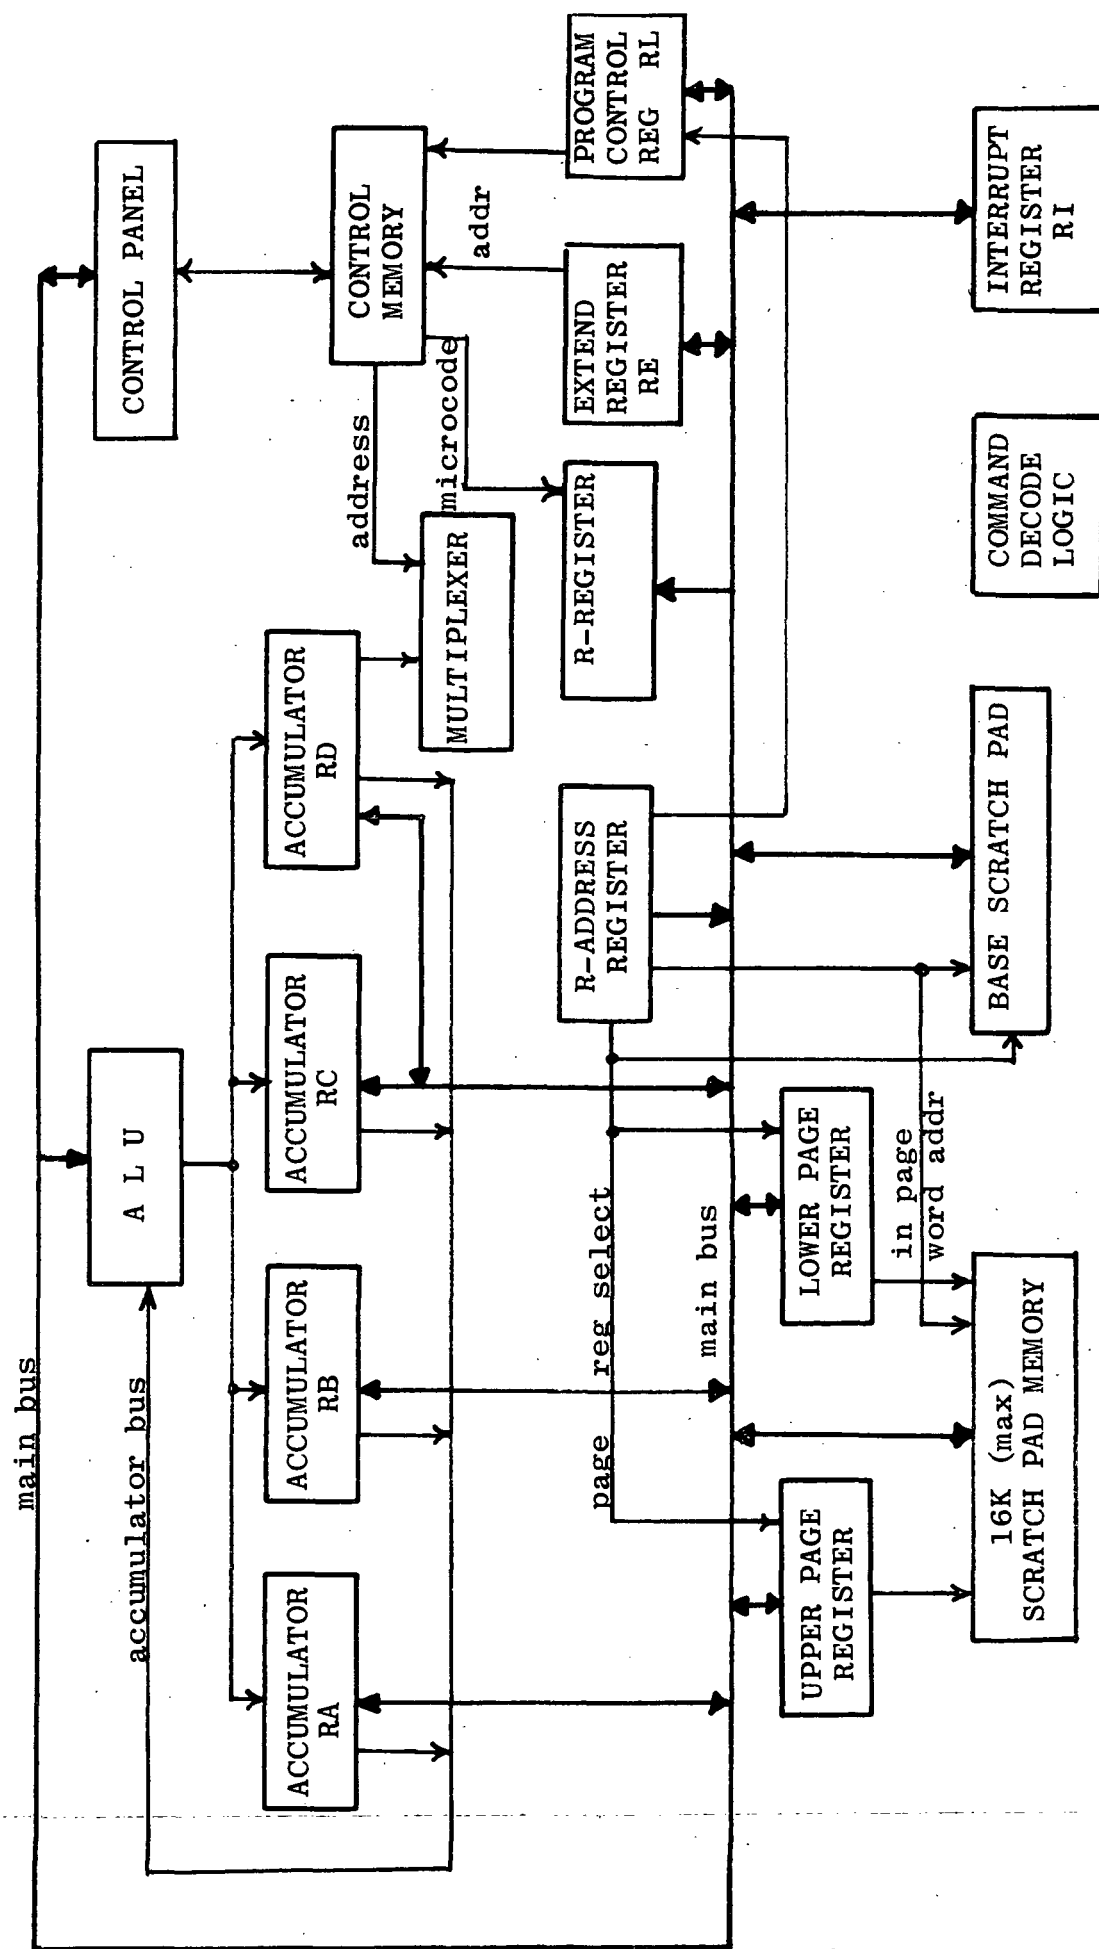 main bus
accumulator bus
A L U
CONTROL PANEL
ACCUMULATOR
RA
ACCUMULATOR
RB
ACCUMULATOR
RC
ACCUMULATOR
RD
address
CONTROL
MEMORY
MULTIPLEXER
microcode
addr
page reg select
R-ADDRESS
REGISTER
R-REGISTER
EXTEND
REGISTER
RE
PROGRAM
CONTROL
REG RL
main bus
UPPER PAGE
REGISTER
LOWER PAGE
REGISTER
in page
word addr
16K (max)
SCRATCH PAD MEMORY
BASE SCRATCH PAD
COMMAND
DECODE
LOGIC
INTERRUPT
REGISTER
RI